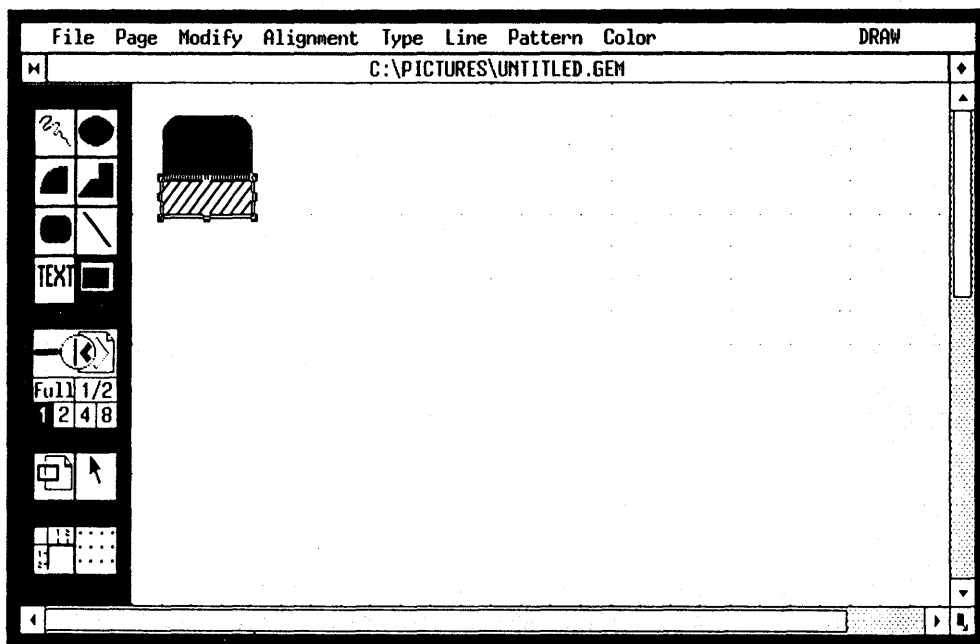 File Page Modify Alignment Type Line Pattern Color DRAW
C:\PICTURES\UNTITLED.GEM
TEXT
Full 1/2
1 2 4 8